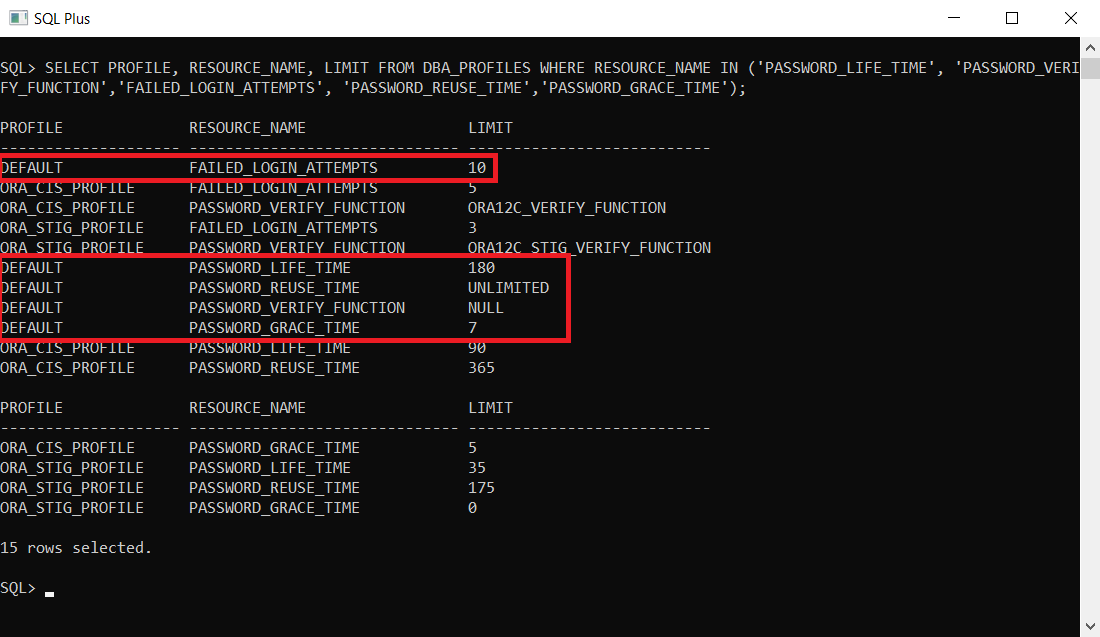 SQL Plus
SQL> SELECT PROFILE, RESOURCE_NAME, LIMIT FROM DBA_PROFILES WHERE RESOURCE_NAME IN ('PASSWORD_LIFE_TIME', 'PASSWORD_VERI
FY_FUNCTION','FAILED_LOGIN_ATTEMPTS', 'PASSWORD_REUSE_TIME','PASSWORD_GRACE_TIME');
PROFILE RESOURCE_NAME LIMIT
-------------------- ------------------------------ ---------------------------
DEFAULT FAILED_LOGIN_ATTEMPTS 10
ORA_CIS_PROFILE FAILED_LOGIN_ATTEMPTS 5
ORA_CIS_PROFILE PASSWORD_VERIFY_FUNCTION ORA12C_VERIFY_FUNCTION
ORA_STIG_PROFILE FAILED_LOGIN_ATTEMPTS 3
ORA_STIG_PROFILE PASSWORD_VERIFY_FUNCTION ORA12C_STIG_VERIFY_FUNCTION
DEFAULT PASSWORD_LIFE_TIME 180
DEFAULT PASSWORD_REUSE_TIME UNLIMITED
DEFAULT PASSWORD_VERIFY_FUNCTION NULL
DEFAULT PASSWORD_GRACE_TIME 7
ORA_CIS_PROFILE PASSWORD_LIFE_TIME 90
ORA_CIS_PROFILE PASSWORD_REUSE_TIME 365
PROFILE RESOURCE_NAME LIMIT
-------------------- ------------------------------ ---------------------------
ORA_CIS_PROFILE PASSWORD_GRACE_TIME 5
ORA_STIG_PROFILE PASSWORD_LIFE_TIME 35
ORA_STIG_PROFILE PASSWORD_REUSE_TIME 175
ORA_STIG_PROFILE PASSWORD_GRACE_TIME 0
15 rows selected.
SQL>